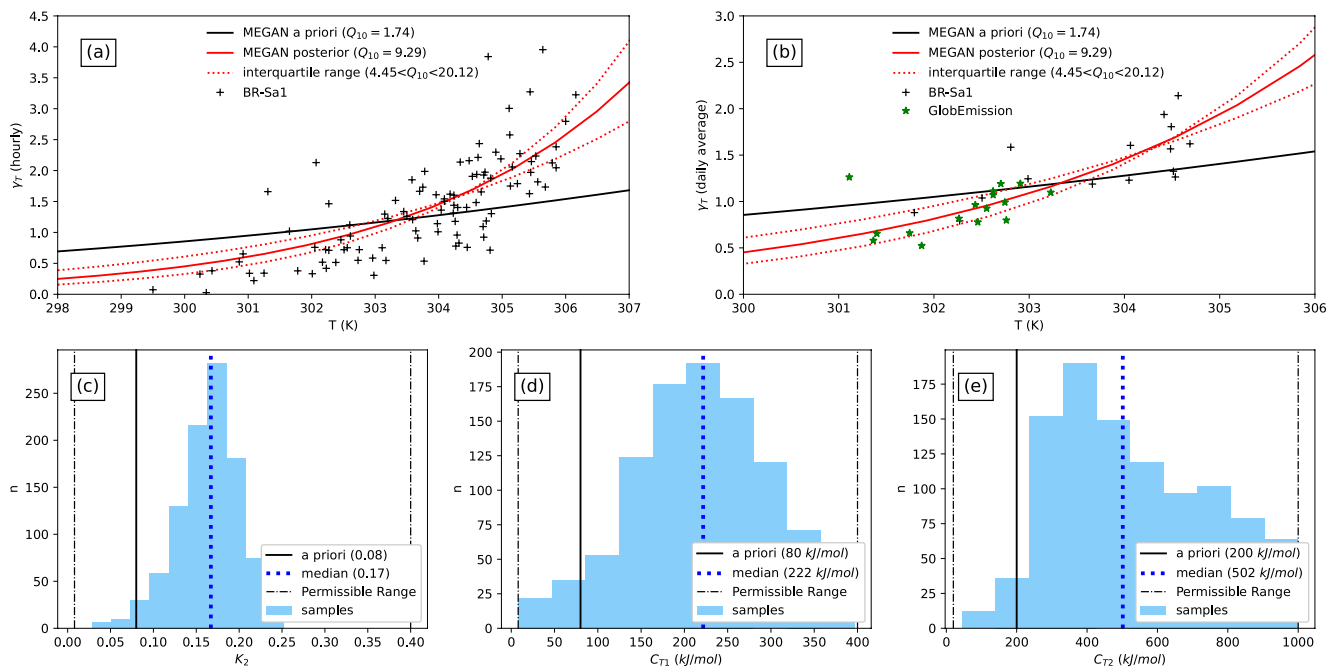 4.5
4.0
3.5
3.0
2.5
2.0
1.5
1.0
0.5
0.0
γT (hourly)
(a)
MEGAN a priori (Q10 = 1.74)
MEGAN posterior (Q10 = 9.29)
interquartile range (4.45<Q10<20.12)
BR-Sa1
298 299 300 301 302 303 304 305 306 307
T (K)
3.0
2.5
2.0
1.5
1.0
0.5
0.0
γT (daily average)
(b)
MEGAN a priori (Q10 = 1.74)
MEGAN posterior (Q10 = 9.29)
interquartile range (4.45<Q10<20.12)
BR-Sa1
GlobEmission
300 301 302 303 304 305 306
T (K)
250
200
150
100
50
0
n
(c)
a priori (0.08)
median (0.17)
Permissible Range
samples
0.00 0.05 0.10 0.15 0.20 0.25 0.30 0.35 0.40
K2
200
175
150
125
100
75
50
25
0
n
(d)
a priori (80 kJ/mol)
median (222 kJ/mol)
Permissible Range
samples
0 50 100 150 200 250 300 350 400
CT1 (kJ/mol)
175
150
125
100
75
50
25
0
n
(e)
a priori (200 kJ/mol)
median (502 kJ/mol)
Permissible Range
samples
0 200 400 600 800 1000
CT2 (kJ/mol)